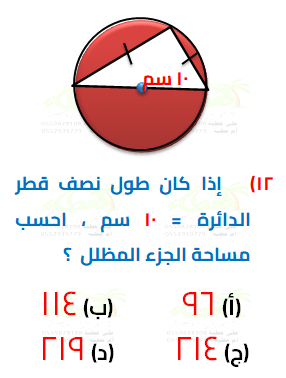 ١٠ سم
١٢) إذا كان طول نصف قطر
الدائرة = ١٠ سم ، احسب
مساحة الجزء المظلل ؟
(أ) ٩٦ (ب) ١١٤
(ج) ٢١٤ (د) ٢١٩